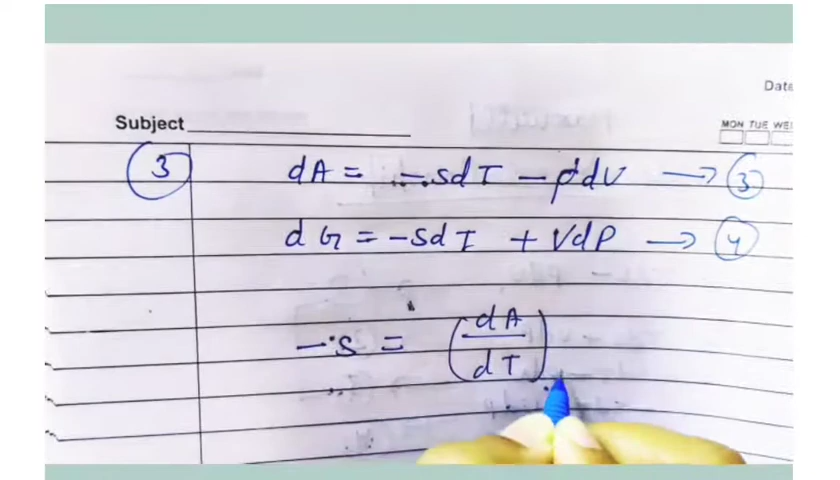 Date
Subject
MON TUE WE
3 dA = -SdT - PdV → 3
dG = -SdT + VdP → 4
-S = (dA/dT)